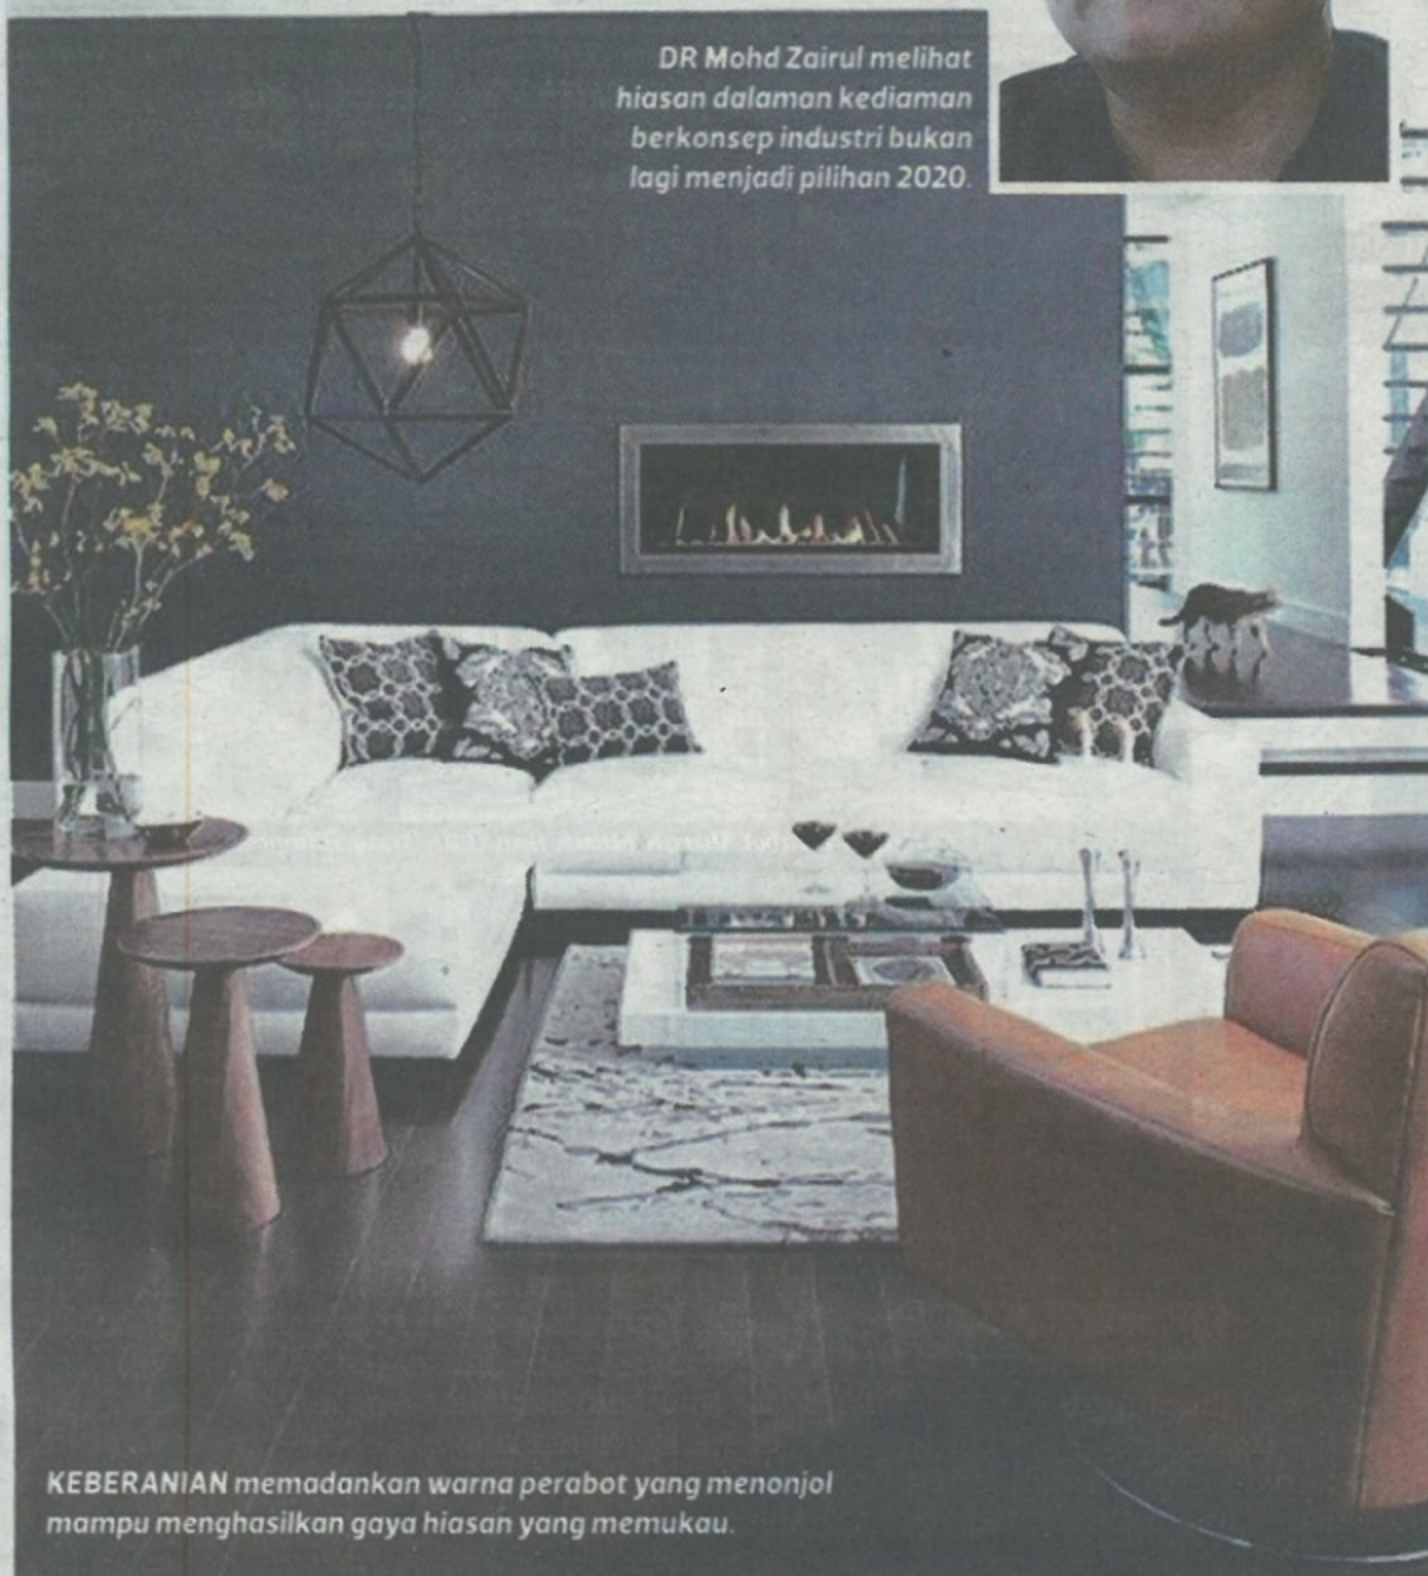 DR Mohd Zairul melihat
hiasan dalaman kediaman
berkonsep industri bukan
lagi menjadi pilihan 2020.
KEBERANIAN memadankan warna perabot yang menonjol
mampu menghasilkan gaya hiasan yang memukau.